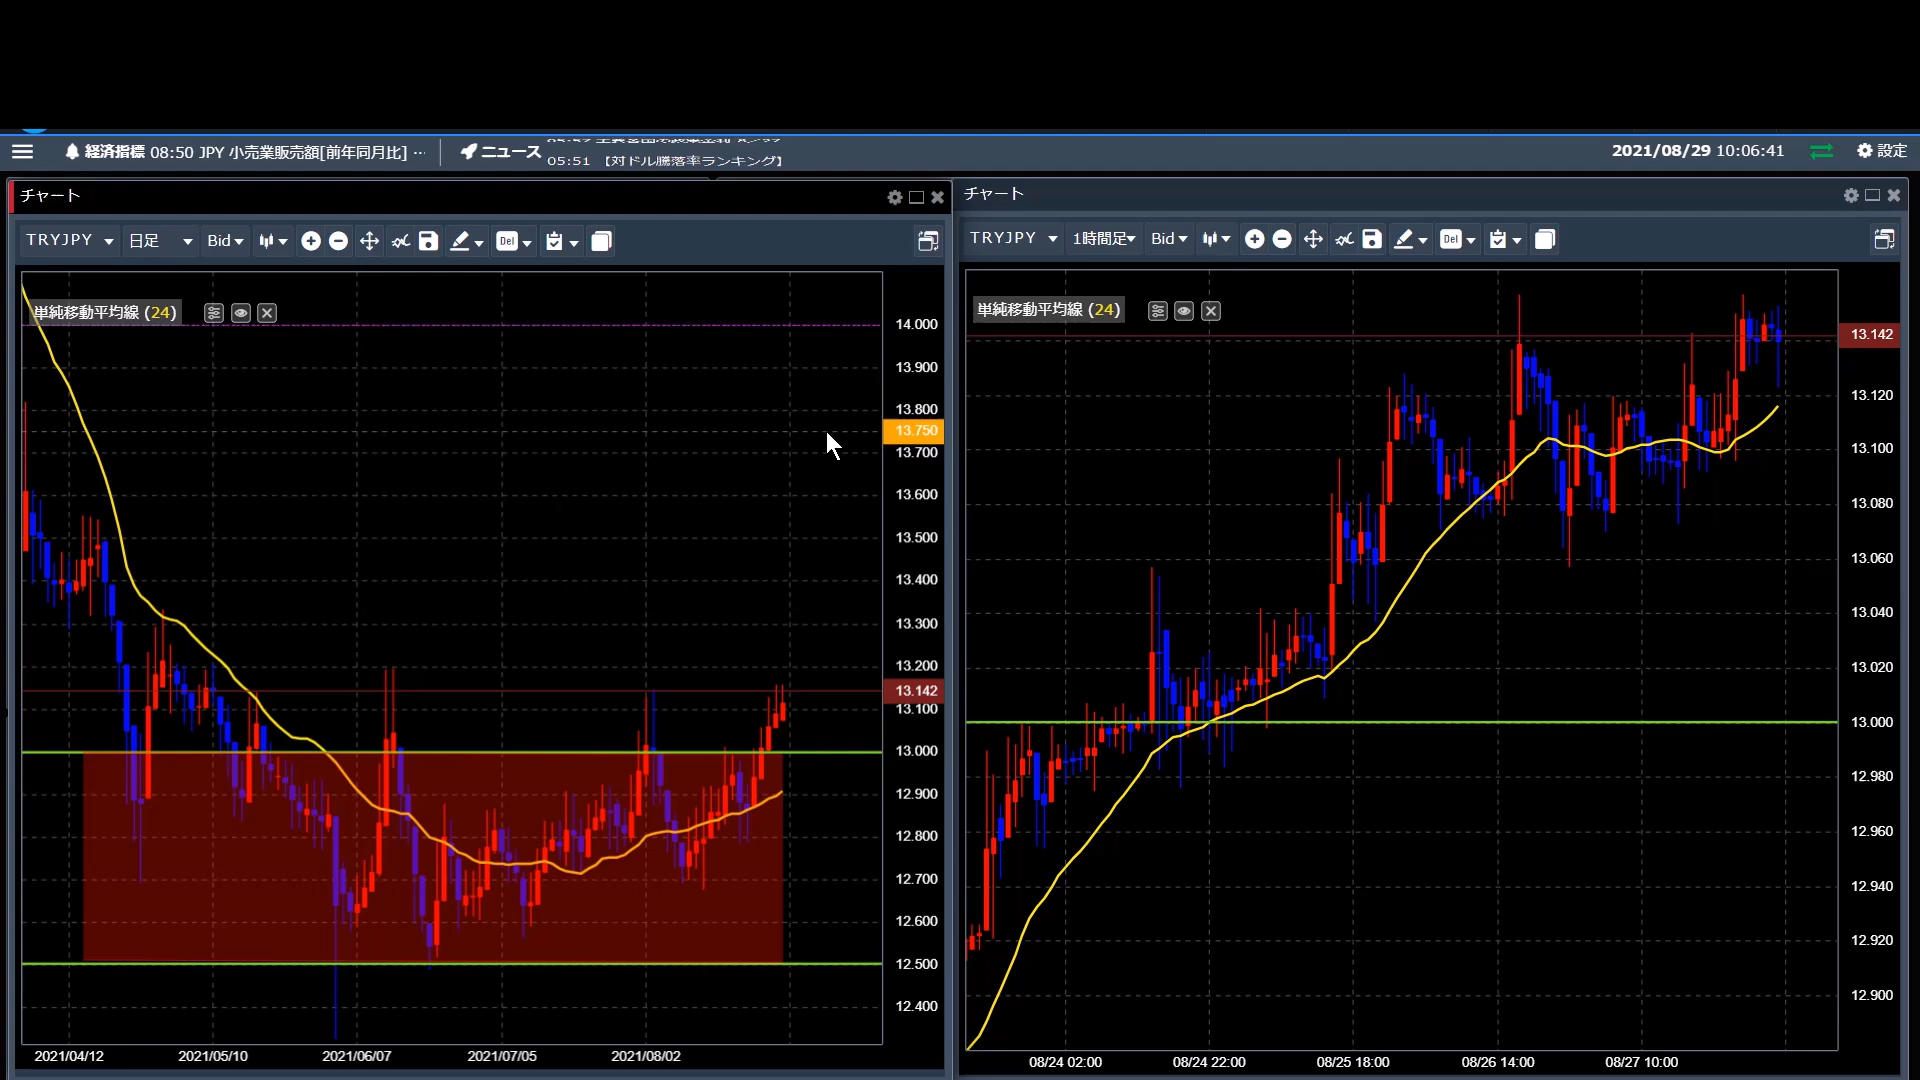 経済指標 08:50 JPY 小売業販売額[前年同月比] ...
ニュース
05:51 【対ドル騰落率ランキング】
2021/08/29 10:06:41
設定
チャート
TRYJPY 日足 Bid Del
単純移動平均線 (24)
14.000
13.900
13.800
13.750
13.700
13.600
13.500
13.400
13.300
13.200
13.142
13.100
13.000
12.900
12.800
12.700
12.600
12.500
12.400
2021/04/12 2021/05/10 2021/06/07 2021/07/05 2021/08/02
チャート
TRYJPY 1時間足 Bid Del
単純移動平均線 (24)
13.142
13.120
13.100
13.080
13.060
13.040
13.020
13.000
12.980
12.960
12.940
12.920
12.900
08/24 02:00 08/24 22:00 08/25 18:00 08/26 14:00 08/27 10:00